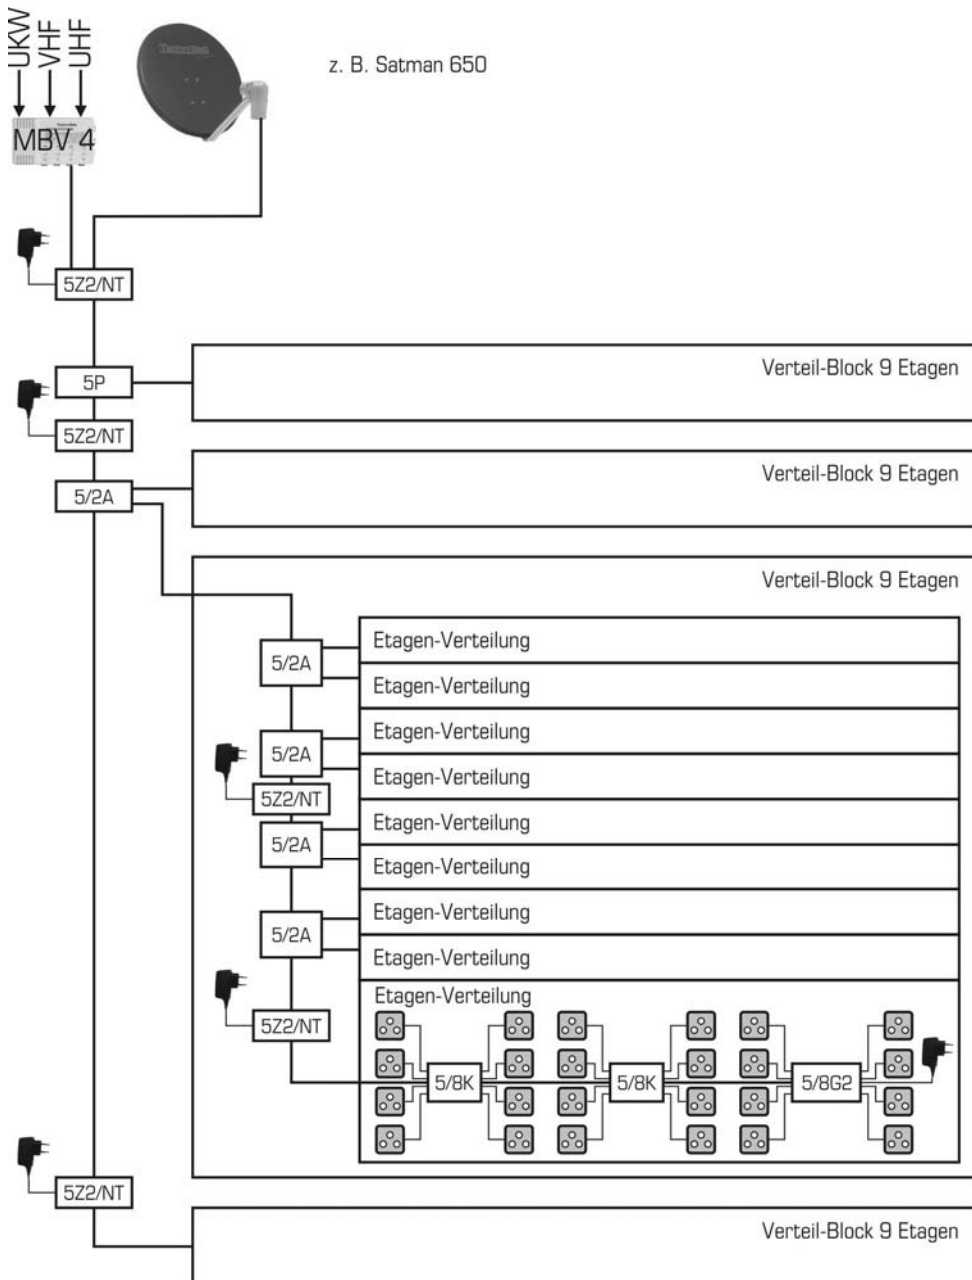 UKW
VHF
UHF
z. B. Satman 650
MBV 4
5Z2/NT
Verteil-Block 9 Etagen
5P
5Z2/NT
Verteil-Block 9 Etagen
5/2A
Verteil-Block 9 Etagen
Etagen-Verteilung
5/2A
Etagen-Verteilung
Etagen-Verteilung
5/2A
Etagen-Verteilung
5Z2/NT
Etagen-Verteilung
5/2A
Etagen-Verteilung
Etagen-Verteilung
5/2A
Etagen-Verteilung
Etagen-Verteilung
5Z2/NT
5/8K
5/8K
5/8G2
5Z2/NT
Verteil-Block 9 Etagen